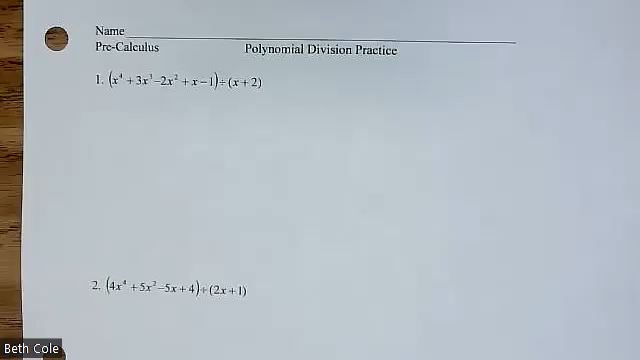 Name
Pre-Calculus Polynomial Division Practice
1. (x⁴ + 3x³ – 2x² + x – 1) ÷ (x + 2)
2. (4x⁴ + 5x² – 5x + 4) ÷ (2x + 1)
Beth Cole